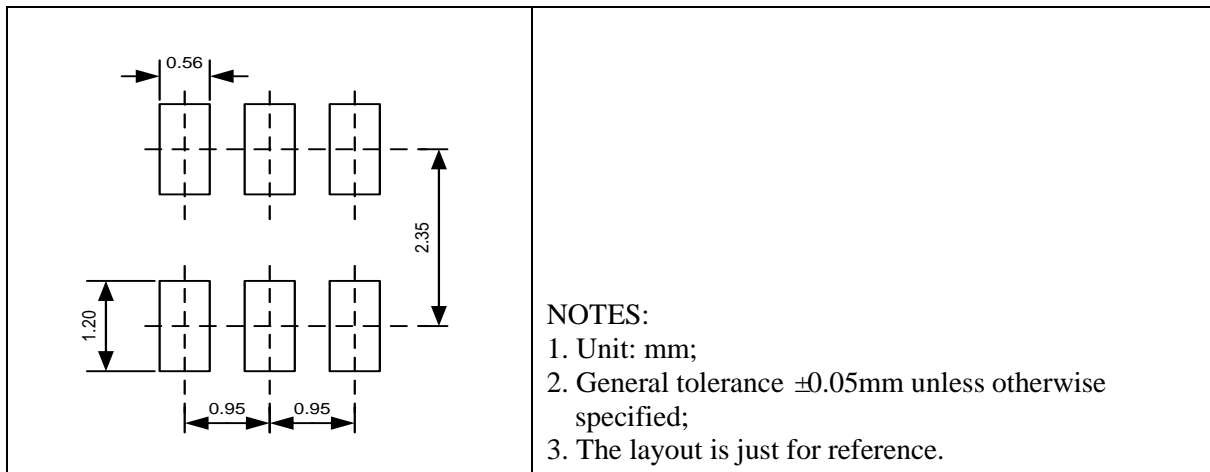 0.56
2.35
1.20
0.95 0.95
NOTES:
1. Unit: mm;
2. General tolerance ±0.05mm unless otherwise
specified;
3. The layout is just for reference.